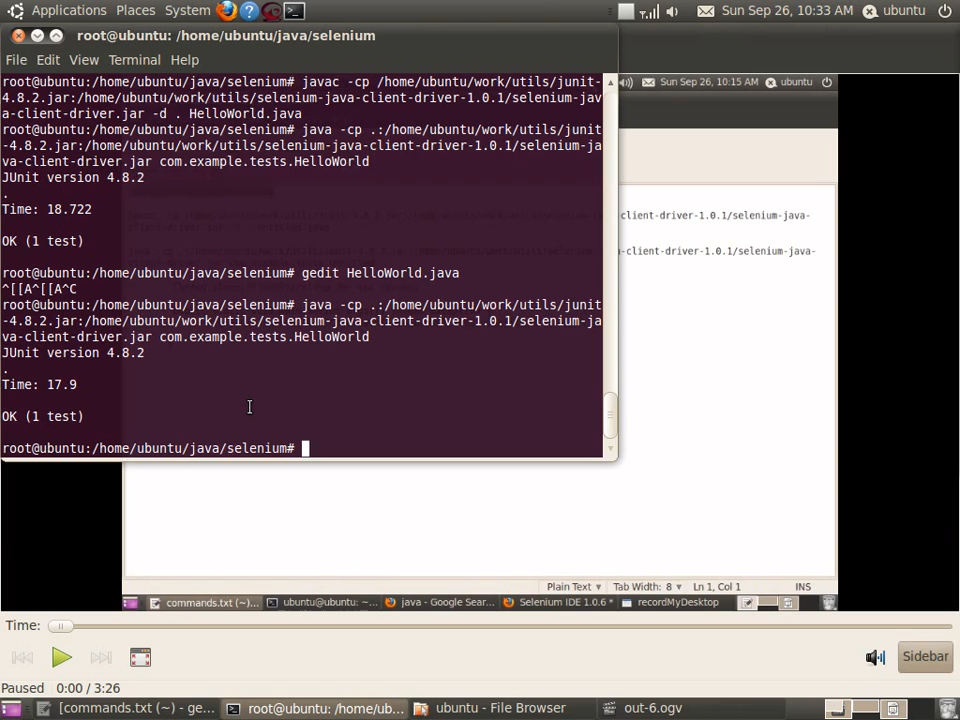 Applications Places System Sun Sep 26, 10:33 AM ubuntu
root@ubuntu: /home/ubuntu/java/selenium
File Edit View Terminal Help
root@ubuntu:/home/ubuntu/java/selenium# javac -cp /home/ubuntu/work/utils/junit-
4.8.2.jar:/home/ubuntu/work/utils/selenium-java-client-driver-1.0.1/selenium-jav
a-client-driver.jar -d . HelloWorld.java
root@ubuntu:/home/ubuntu/java/selenium# java -cp .:/home/ubuntu/work/utils/junit
-4.8.2.jar:/home/ubuntu/work/utils/selenium-java-client-driver-1.0.1/selenium-ja
va-client-driver.jar com.example.tests.HelloWorld
JUnit version 4.8.2
.
Time: 18.722
OK (1 test)
root@ubuntu:/home/ubuntu/java/selenium# gedit HelloWorld.java
^[[A^[[A^C
root@ubuntu:/home/ubuntu/java/selenium# java -cp .:/home/ubuntu/work/utils/junit
-4.8.2.jar:/home/ubuntu/work/utils/selenium-java-client-driver-1.0.1/selenium-ja
va-client-driver.jar com.example.tests.HelloWorld
JUnit version 4.8.2
.
Time: 17.9
OK (1 test)
root@ubuntu:/home/ubuntu/java/selenium#
Sun Sep 26, 10:15 AM ubuntu
client-driver-1.0.1/selenium-java-
client-driver-1.0.1/selenium-java-
Plain Text Tab Width: 8 Ln 1, Col 1 INS
commands.txt (~)... ubuntu@ubuntu: ~... java - Google Sear... Selenium IDE 1.0.6 * recordMyDesktop
Time:
Sidebar
Paused 0:00 / 3:26
[commands.txt (~) - ge... root@ubuntu: /home/ub... ubuntu - File Browser out-6.ogv